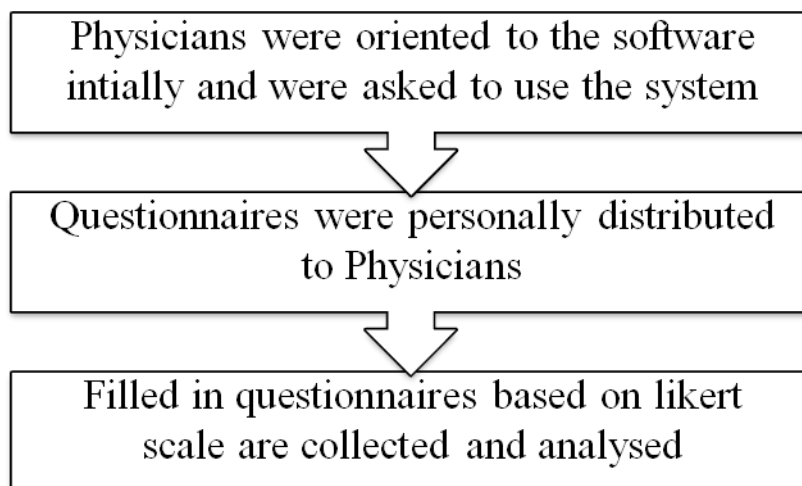 Physicians were oriented to the software
intially and were asked to use the system
Questionnaires were personally distributed
to Physicians
Filled in questionnaires based on likert
scale are collected and analysed